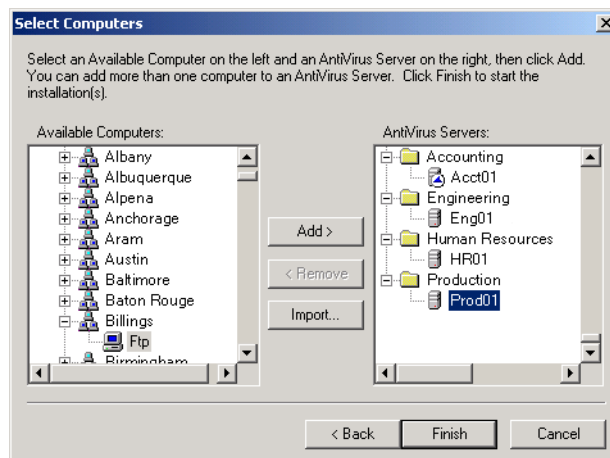 Select Computers
Select an Available Computer on the left and an AntiVirus Server on the right, then click Add.
You can add more than one computer to an AntiVirus Server. Click Finish to start the
installation(s).
Available Computers:
Albany
Albuquerque
Alpena
Anchorage
Aram
Austin
Baltimore
Baton Rouge
Billings
Ftp
Birmingham
Add >
< Remove
Import...
AntiVirus Servers:
Accounting
Acct01
Engineering
Eng01
Human Resources
HR01
Production
Prod01
< Back
Finish
Cancel